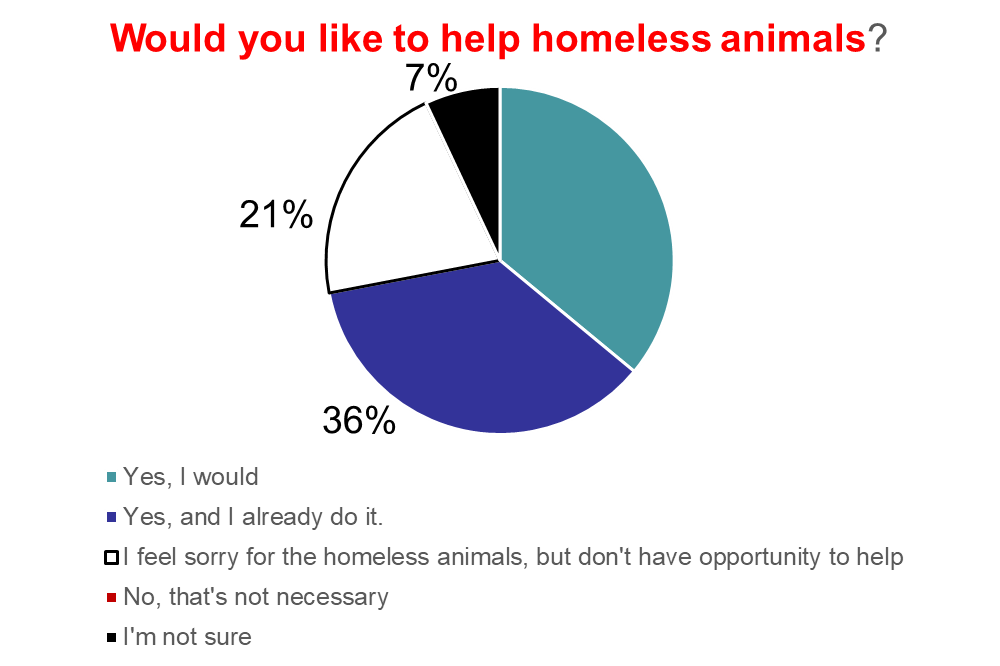 Would you like to help homeless animals?
7%
21%
36%
Yes, I would
Yes, and I already do it.
I feel sorry for the homeless animals, but don't have opportunity to help
No, that's not necessary
I'm not sure